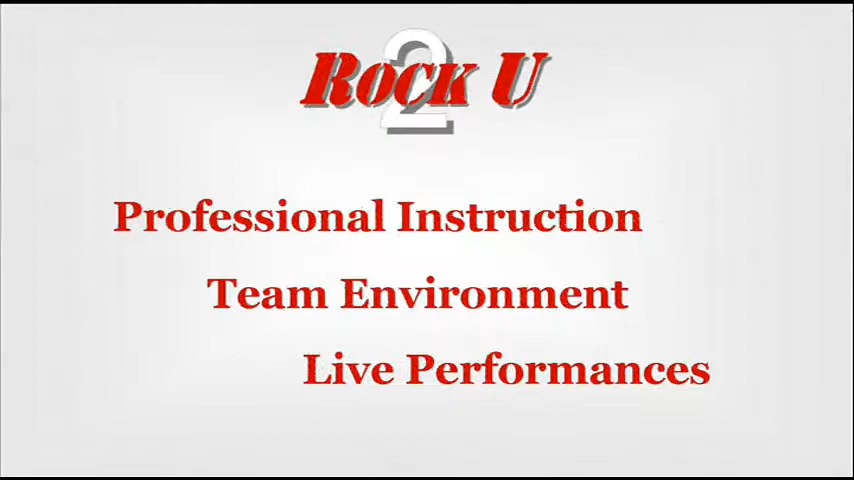 Rock 2 U
Professional Instruction
Team Environment
Live Performances